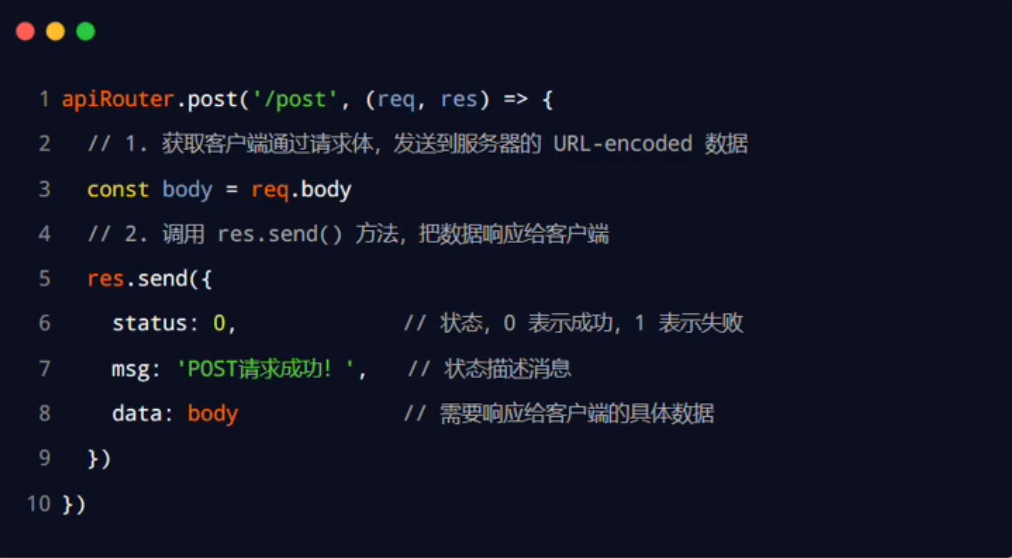 1 apiRouter.post('/post', (req, res) => {
2 // 1. 获取客户端通过请求体，发送到服务器的 URL-encoded 数据
3 const body = req.body
4 // 2. 调用 res.send() 方法，把数据响应给客户端
5 res.send({
6 status: 0, // 状态，0 表示成功，1 表示失败
7 msg: 'POST请求成功！', // 状态描述消息
8 data: body // 需要响应给客户端的具体数据
9 })
10 })